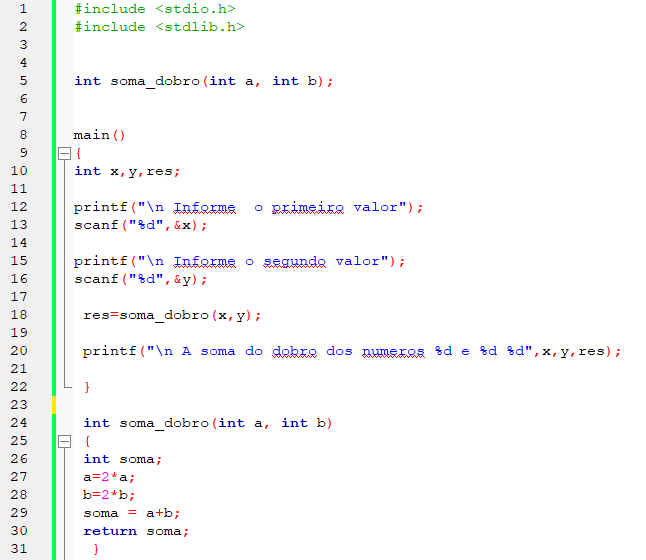 1 #include <stdio.h>
2 #include <stdlib.h>
3
4
5 int soma_dobro(int a, int b);
6
7
8 main()
9 {
10 int x,y,res;
11
12 printf("\n Informe  o primeiro valor");
13 scanf("%d",&x);
14
15 printf("\n Informe o segundo valor");
16 scanf("%d",&y);
17
18 res=soma_dobro(x,y);
19
20 printf("\n A soma do dobro dos numeros %d e %d %d",x,y,res);
21
22 }
23
24 int soma_dobro(int a, int b)
25 {
26 int soma;
27 a=2*a;
28 b=2*b;
29 soma = a+b;
30 return soma;
31 }